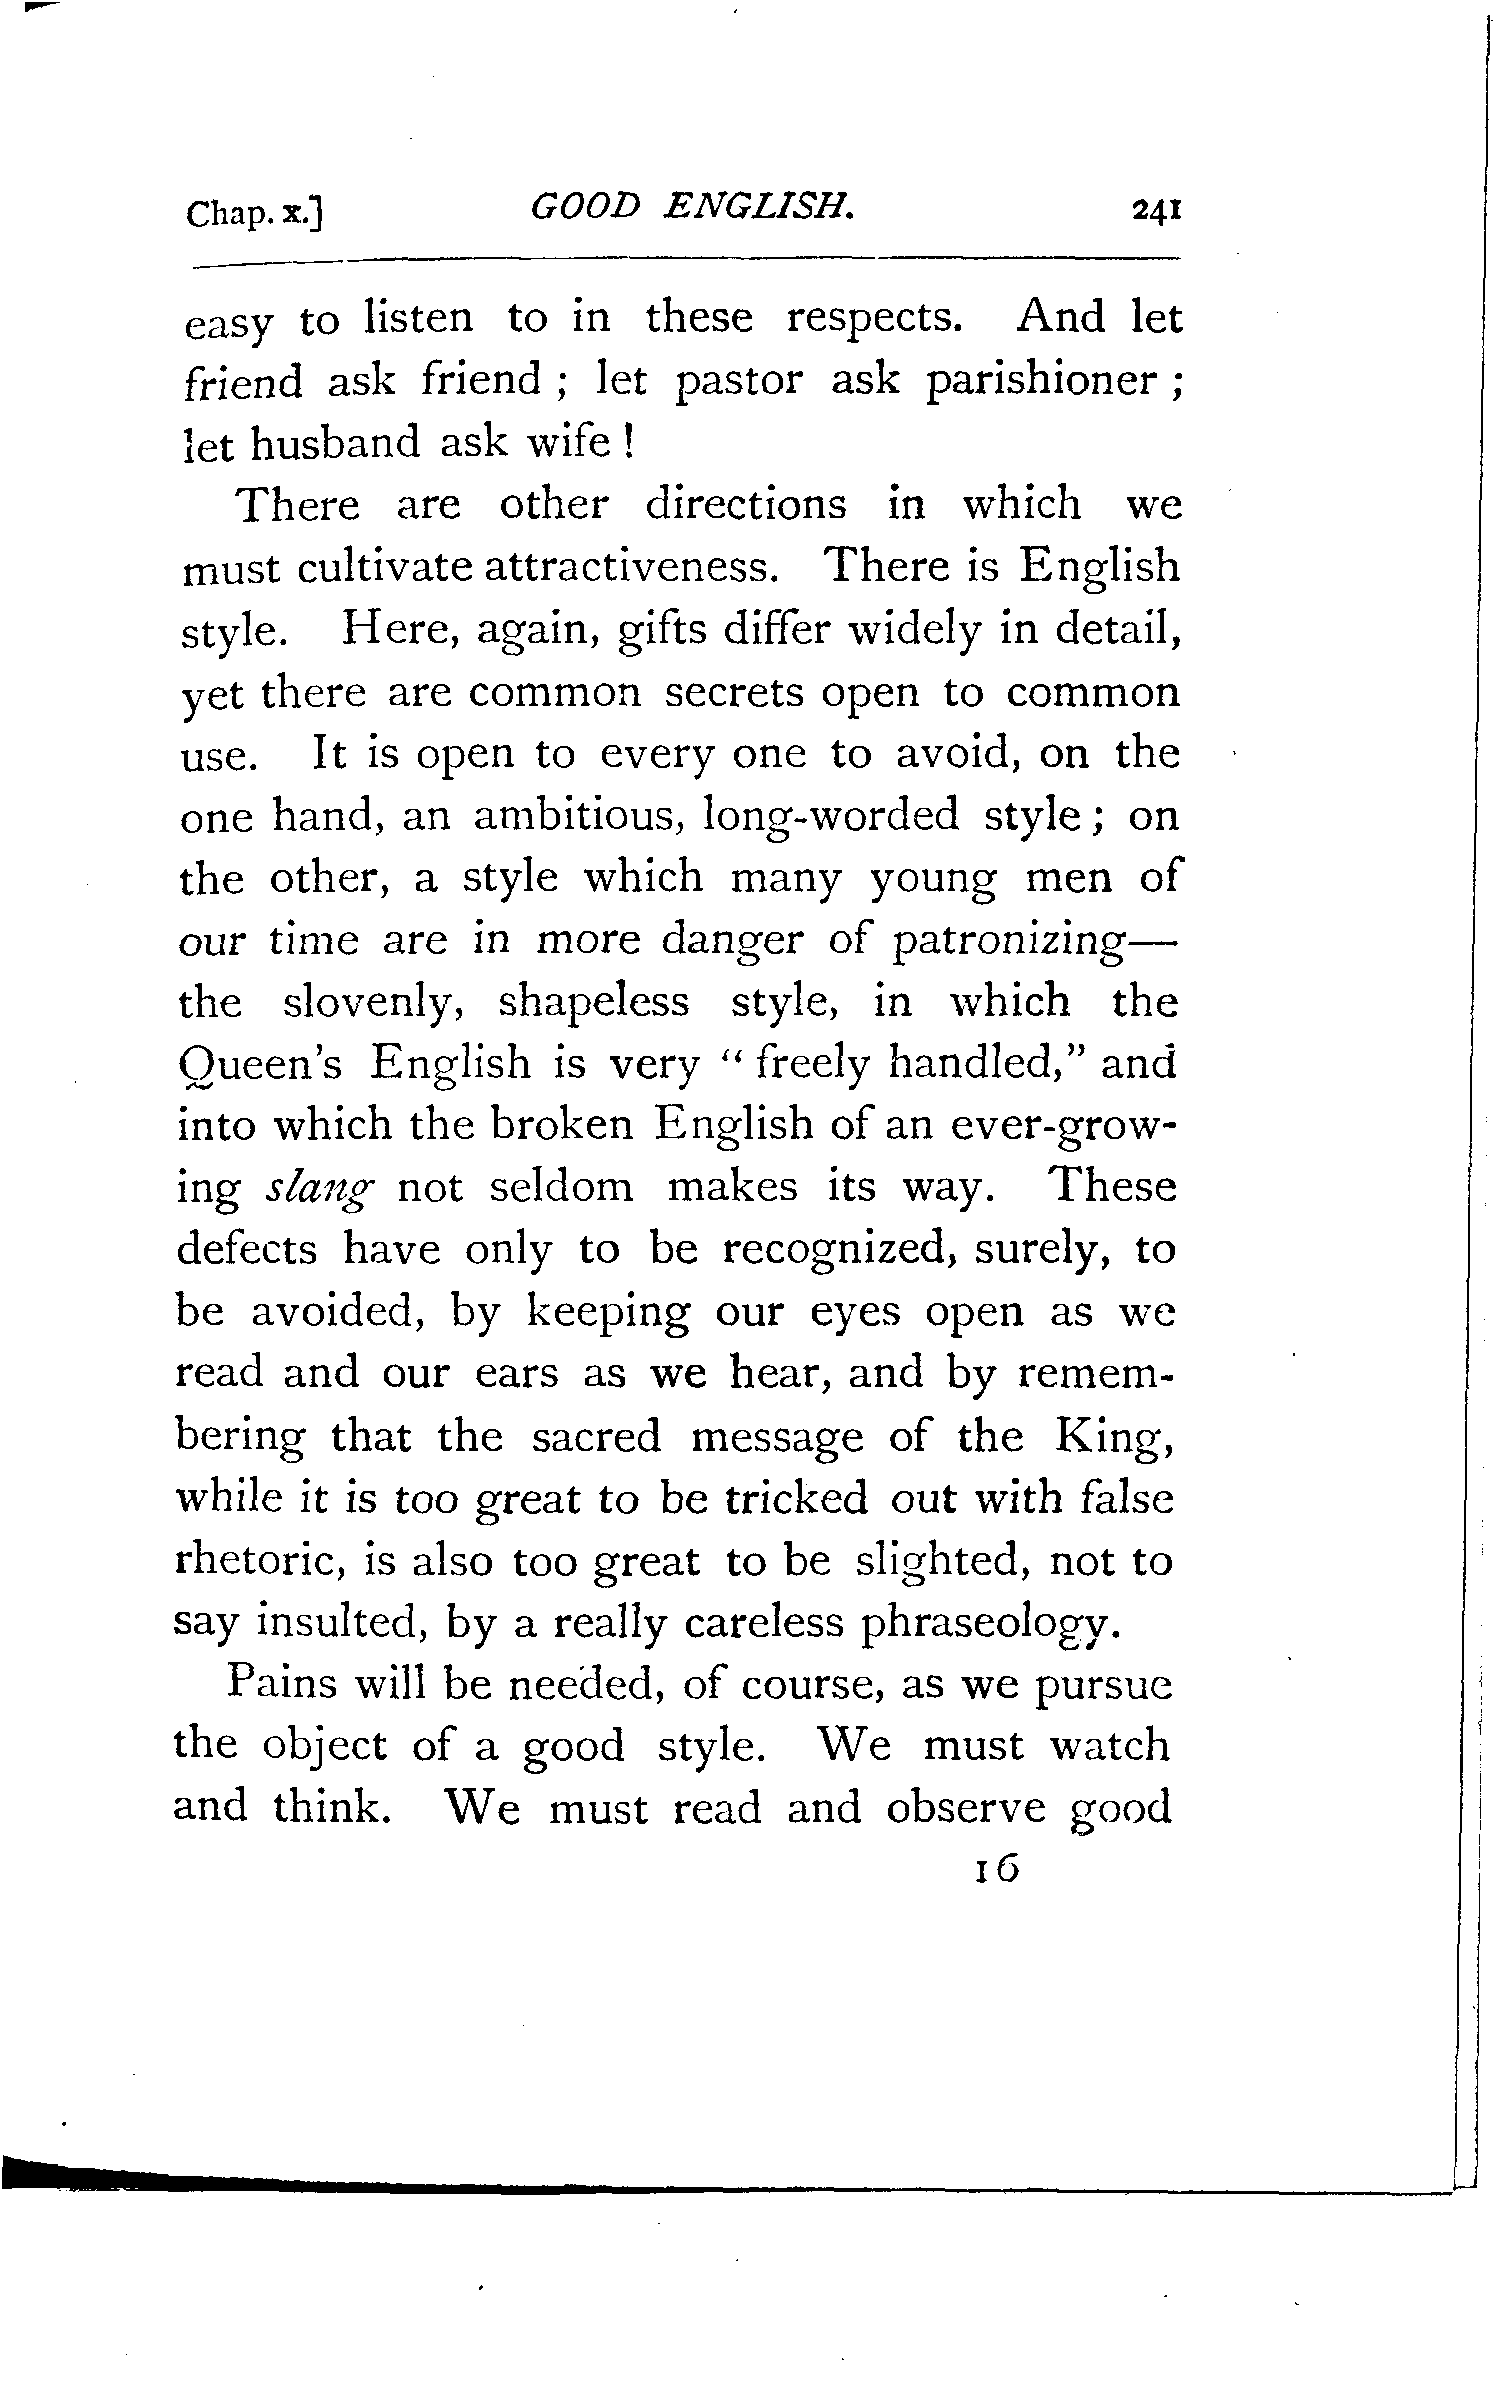 Chap. x.] GOOD ENGLISH. 241
easy to listen to in these respects. And let
friend ask friend ; let pastor ask parishioner ;
let husband ask wife !
There are other directions in which we
must cultivate attractiveness. There is English
style. Here, again, gifts differ widely in detail,
yet there are common secrets open to common
use. It is open to every one to avoid, on the
one hand, an ambitious, long-worded style ; on
the other, a style which many young men of
our time are in more danger of patronizing—
the slovenly, shapeless style, in which the
Queen's English is very “ freely handled,” and
into which the broken English of an ever-grow-
ing slang not seldom makes its way. These
defects have only to be recognized, surely, to
be avoided, by keeping our eyes open as we
read and our ears as we hear, and by remem-
bering that the sacred message of the King,
while it is too great to be tricked out with false
rhetoric, is also too great to be slighted, not to
say insulted, by a really careless phraseology.
Pains will be needed, of course, as we pursue
the object of a good style. We must watch
and think. We must read and observe good
16